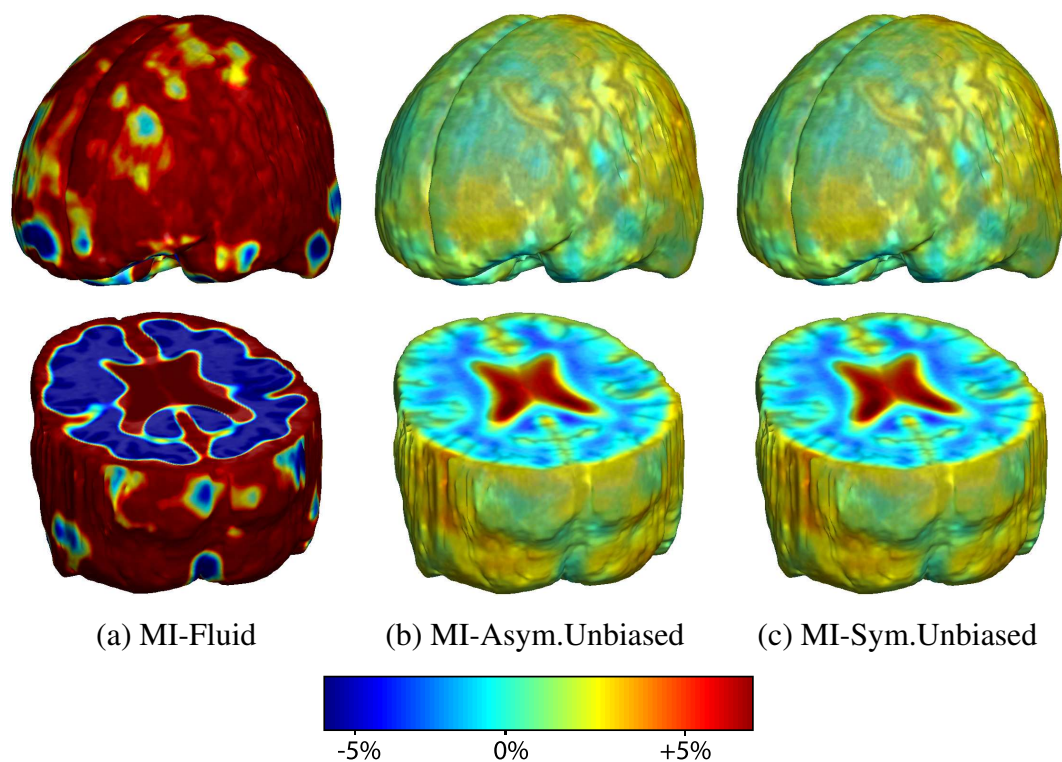 (a) MI-Fluid
(b) MI-Asym.Unbiased
(c) MI-Sym.Unbiased
-5%
0%
+5%